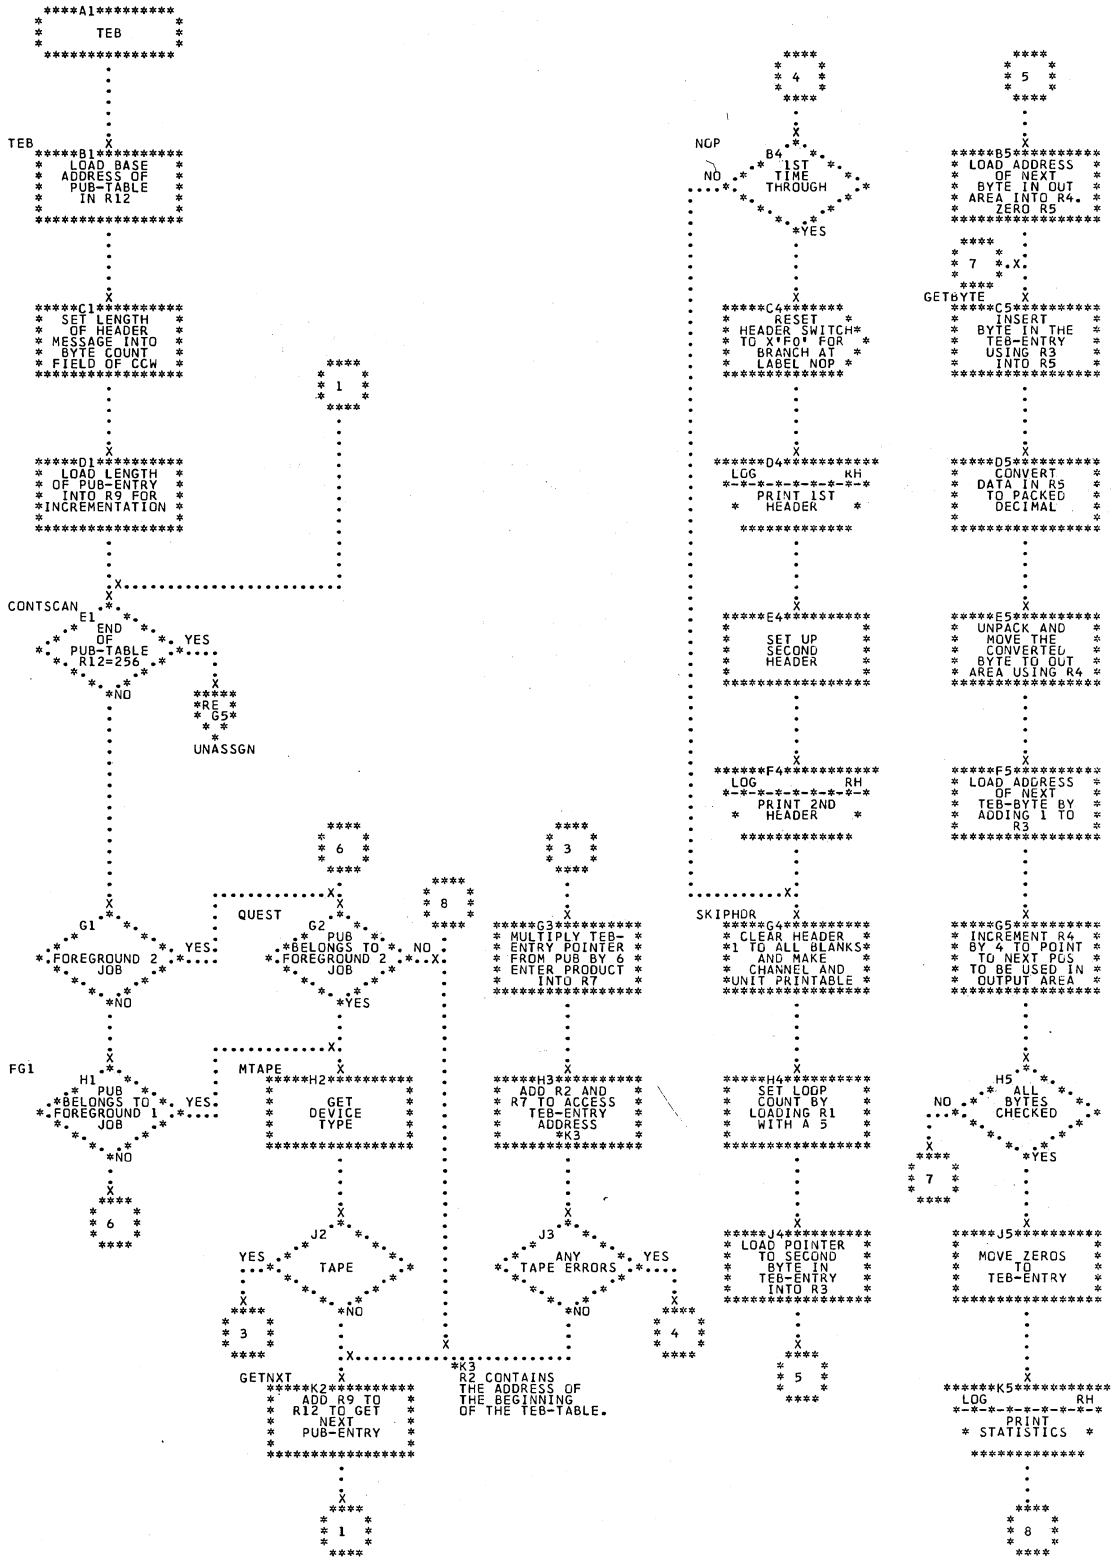 A1
TEB
TEB
B1
LOAD BASE
ADDRESS OF
PUB-TABLE
IN R12
C1
SET LENGTH
OF HEADER
MESSAGE INTO
BYTE COUNT
FIELD OF CCW
1
D1
LOAD LENGTH
OF PUB-ENTRY
INTO R9 FOR
INCREMENTATION
CONTSCAN
E1
END
OF
PUB-TABLE
R12=256
YES
NO
RE
G5
UNASSGN
G1
FOREGROUND 2
JOB
YES
NO
FG1
H1
PUB
BELONGS TO
FOREGROUND 1
JOB
YES
NO
6
6
QUEST
G2
PUB
BELONGS TO
FOREGROUND 2
JOB
NO
YES
8
MTAPE
H2
GET
DEVICE
TYPE
J2
TAPE
YES
NO
3
GETNXT
K2
ADD R9 TO
R12 TO GET
NEXT
PUB-ENTRY
1
3
G3
MULTIPLY TEB-
ENTRY POINTER
FROM PUB BY 6
ENTER PRODUCT
INTO R7
H3
ADD R2 AND
R7 TO ACCESS
TEB-ENTRY
ADDRESS
*K3
J3
ANY
TAPE ERRORS
YES
NO
4
*K3
R2 CONTAINS
THE ADDRESS OF
THE BEGINNING
OF THE TEB-TABLE.
4
NOP
B4
1ST
TIME
THROUGH
NO
YES
C4
RESET
HEADER SWITCH
TO X'F0' FOR
BRANCH AT
LABEL NOP
D4
LOG RH
PRINT 1ST
HEADER
E4
SET UP
SECOND
HEADER
F4
LOG RH
PRINT 2ND
HEADER
SKIPHDR
G4
CLEAR HEADER
1 TO ALL BLANKS
AND MAKE
CHANNEL AND
UNIT PRINTABLE
H4
SET LOOP
COUNT BY
LOADING R1
WITH A 5
J4
LOAD POINTER
TO SECOND
BYTE IN
TEB-ENTRY
INTO R3
5
5
B5
LOAD ADDRESS
OF NEXT
BYTE IN OUT
AREA INTO R4.
ZERO R5
7
GETBYTE
C5
INSERT
BYTE IN THE
TEB-ENTRY
USING R3
INTO R5
D5
CONVERT
DATA IN R5
TO PACKED
DECIMAL
E5
UNPACK AND
MOVE THE
CONVERTED
BYTE TO OUT
AREA USING R4
F5
LOAD ADDRESS
OF NEXT
TEB-BYTE BY
ADDING 1 TO
R3
G5
INCREMENT R4
BY 4 TO POINT
TO NEXT POS
TO BE USED IN
OUTPUT AREA
H5
ALL
BYTES
CHECKED
NO
YES
7
J5
MOVE ZEROS
TO
TEB-ENTRY
K5
LOG RH
PRINT
STATISTICS
8